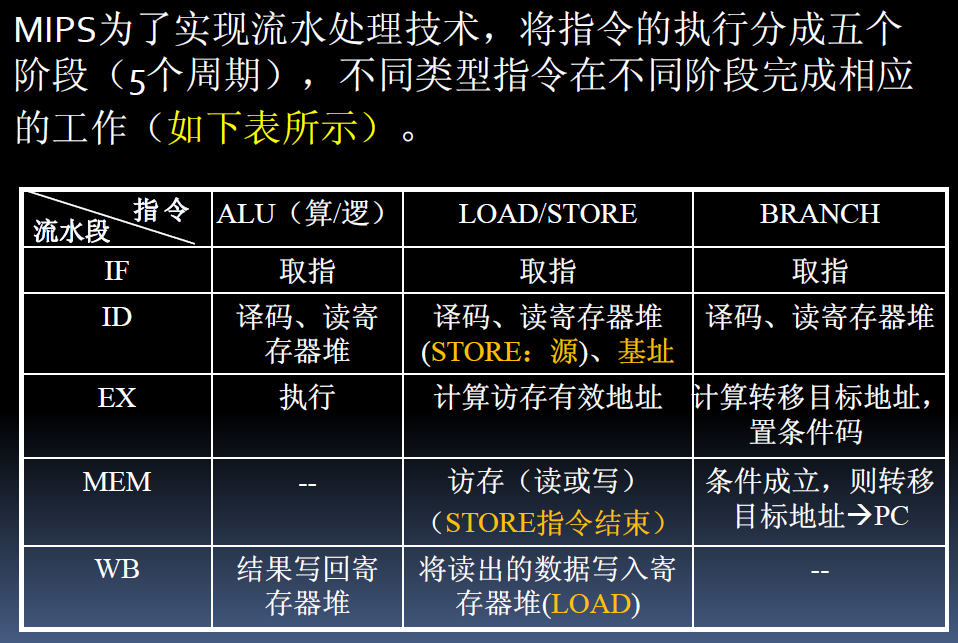 MIPS为了实现流水处理技术，将指令的执行分成五个
阶段（5个周期），不同类型指令在不同阶段完成相应
的工作（如下表所示）。
指令
流水段
ALU（算/逻）
LOAD/STORE
BRANCH
IF
取指
取指
取指
ID
译码、读寄
存器堆
译码、读寄存器堆
(STORE：源)、基址
译码、读寄存器堆
EX
执行
计算访存有效地址
计算转移目标地址，
置条件码
MEM
--
访存（读或写）
（STORE指令结束）
条件成立，则转移
目标地址→PC
WB
结果写回寄
存器堆
将读出的数据写入寄
存器堆(LOAD)
--